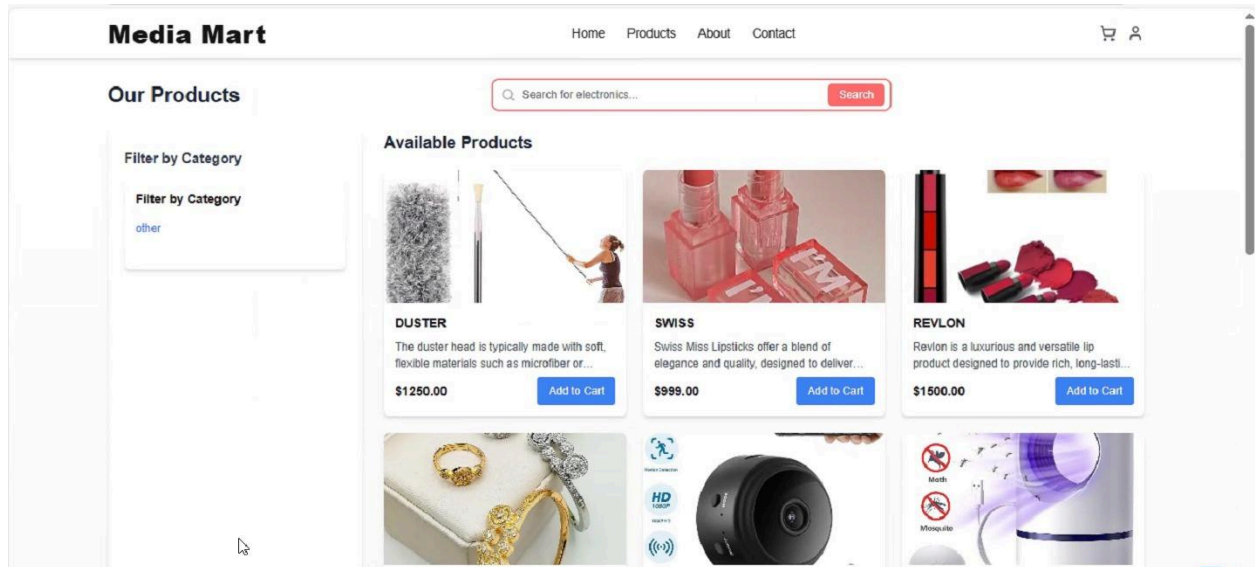 Media Mart
Home Products About Contact
Our Products
Search for electronics...
Search
Filter by Category
Filter by Category
other
Available Products
I'M
I'M
DUSTER
The duster head is typically made with soft,
flexible materials such as microfiber or...
$1250.00
Add to Cart
SWISS
Swiss Miss Lipsticks offer a blend of
elegance and quality, designed to deliver...
$999.00
Add to Cart
REVLON
Revlon is a luxurious and versatile lip
product designed to provide rich, long-lasti...
$1500.00
Add to Cart
HD
1080P
Moth
Mosquito